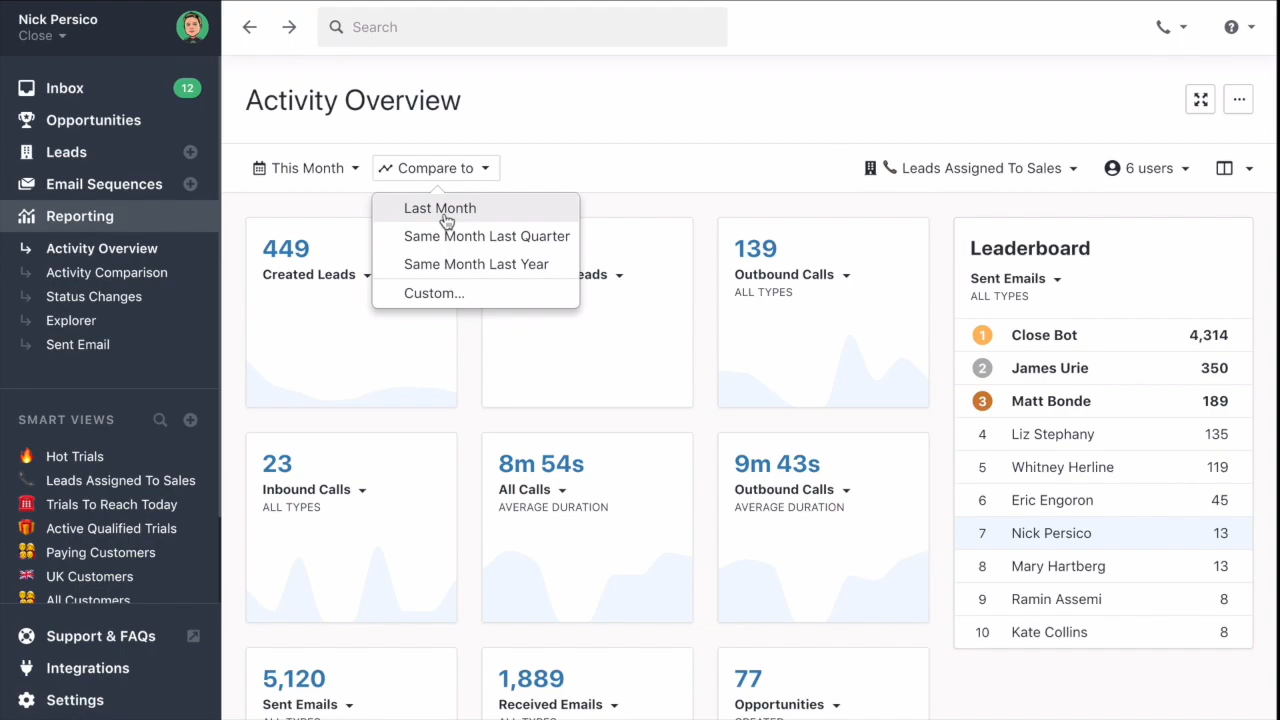 Nick Persico
Close
Inbox 12
Opportunities
Leads
Email Sequences
Reporting
Activity Overview
Activity Comparison
Status Changes
Explorer
Sent Email
SMART VIEWS
Hot Trials
Leads Assigned To Sales
Trials To Reach Today
Active Qualified Trials
Paying Customers
UK Customers
All Customers
Support & FAQs
Integrations
Settings
Search
Activity Overview
This Month
Compare to
Leads Assigned To Sales
6 users
Last Month
Same Month Last Quarter
Same Month Last Year
Custom...
449
Created Leads
139
Outbound Calls
ALL TYPES
23
Inbound Calls
ALL TYPES
8m 54s
All Calls
AVERAGE DURATION
9m 43s
Outbound Calls
AVERAGE DURATION
5,120
Sent Emails
ALL TYPES
1,889
Received Emails
ALL TYPES
77
Opportunities
CREATED
Leaderboard
Sent Emails
ALL TYPES
1 Close Bot 4,314
2 James Urie 350
3 Matt Bonde 189
4 Liz Stephany 135
5 Whitney Herline 119
6 Eric Engoron 45
7 Nick Persico 13
8 Mary Hartberg 13
9 Ramin Assemi 8
10 Kate Collins 8